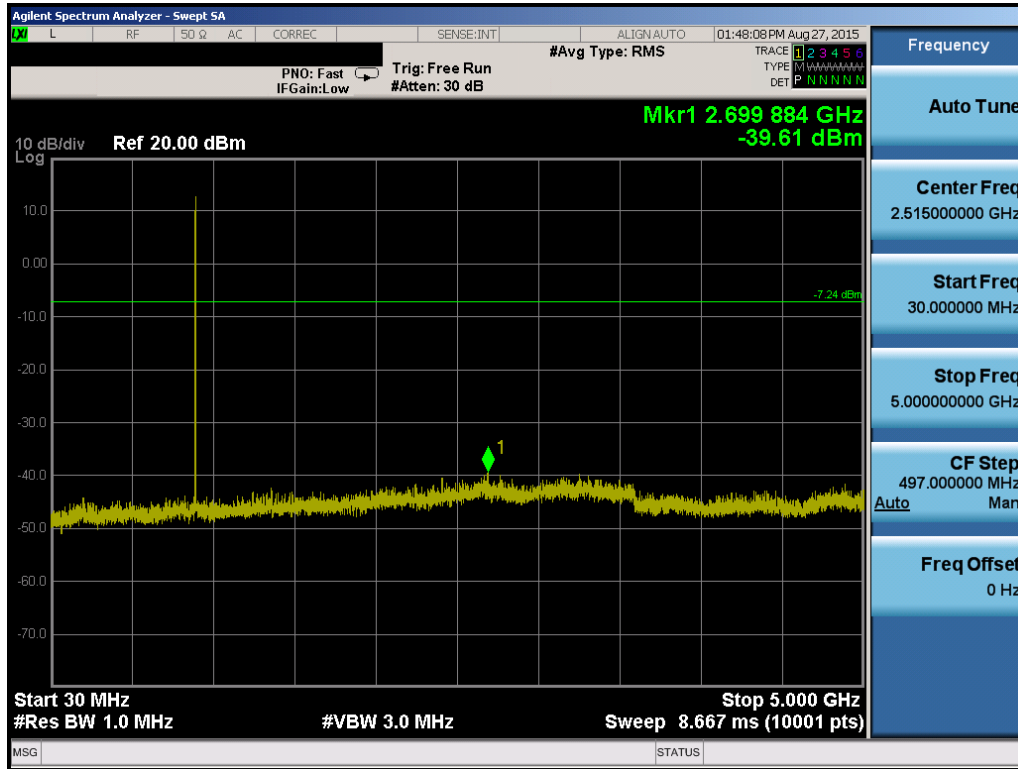 Agilent Spectrum Analyzer - Swept SA
LXI L RF 50 Ω AC CORREC SENSE:INT ALIGN AUTO 01:48:08 PM Aug 27, 2015
#Avg Type: RMS
TRACE 1 2 3 4 5 6
TYPE M
DET P N N N N N
PNO: Fast
IFGain:Low
Trig: Free Run
#Atten: 30 dB
Mkr1 2.699 884 GHz
-39.61 dBm
10 dB/div
Log
Ref 20.00 dBm
10.0
0.00
-7.24 dBm
-10.0
-20.0
-30.0
1
-40.0
-50.0
-60.0
-70.0
Start 30 MHz
Stop 5.000 GHz
#Res BW 1.0 MHz
#VBW 3.0 MHz
Sweep 8.667 ms (10001 pts)
MSG STATUS
Frequency
Auto Tune
Center Freq
2.515000000 GHz
Start Freq
30.000000 MHz
Stop Freq
5.000000000 GHz
CF Step
497.000000 MHz
Auto Man
Freq Offset
0 Hz